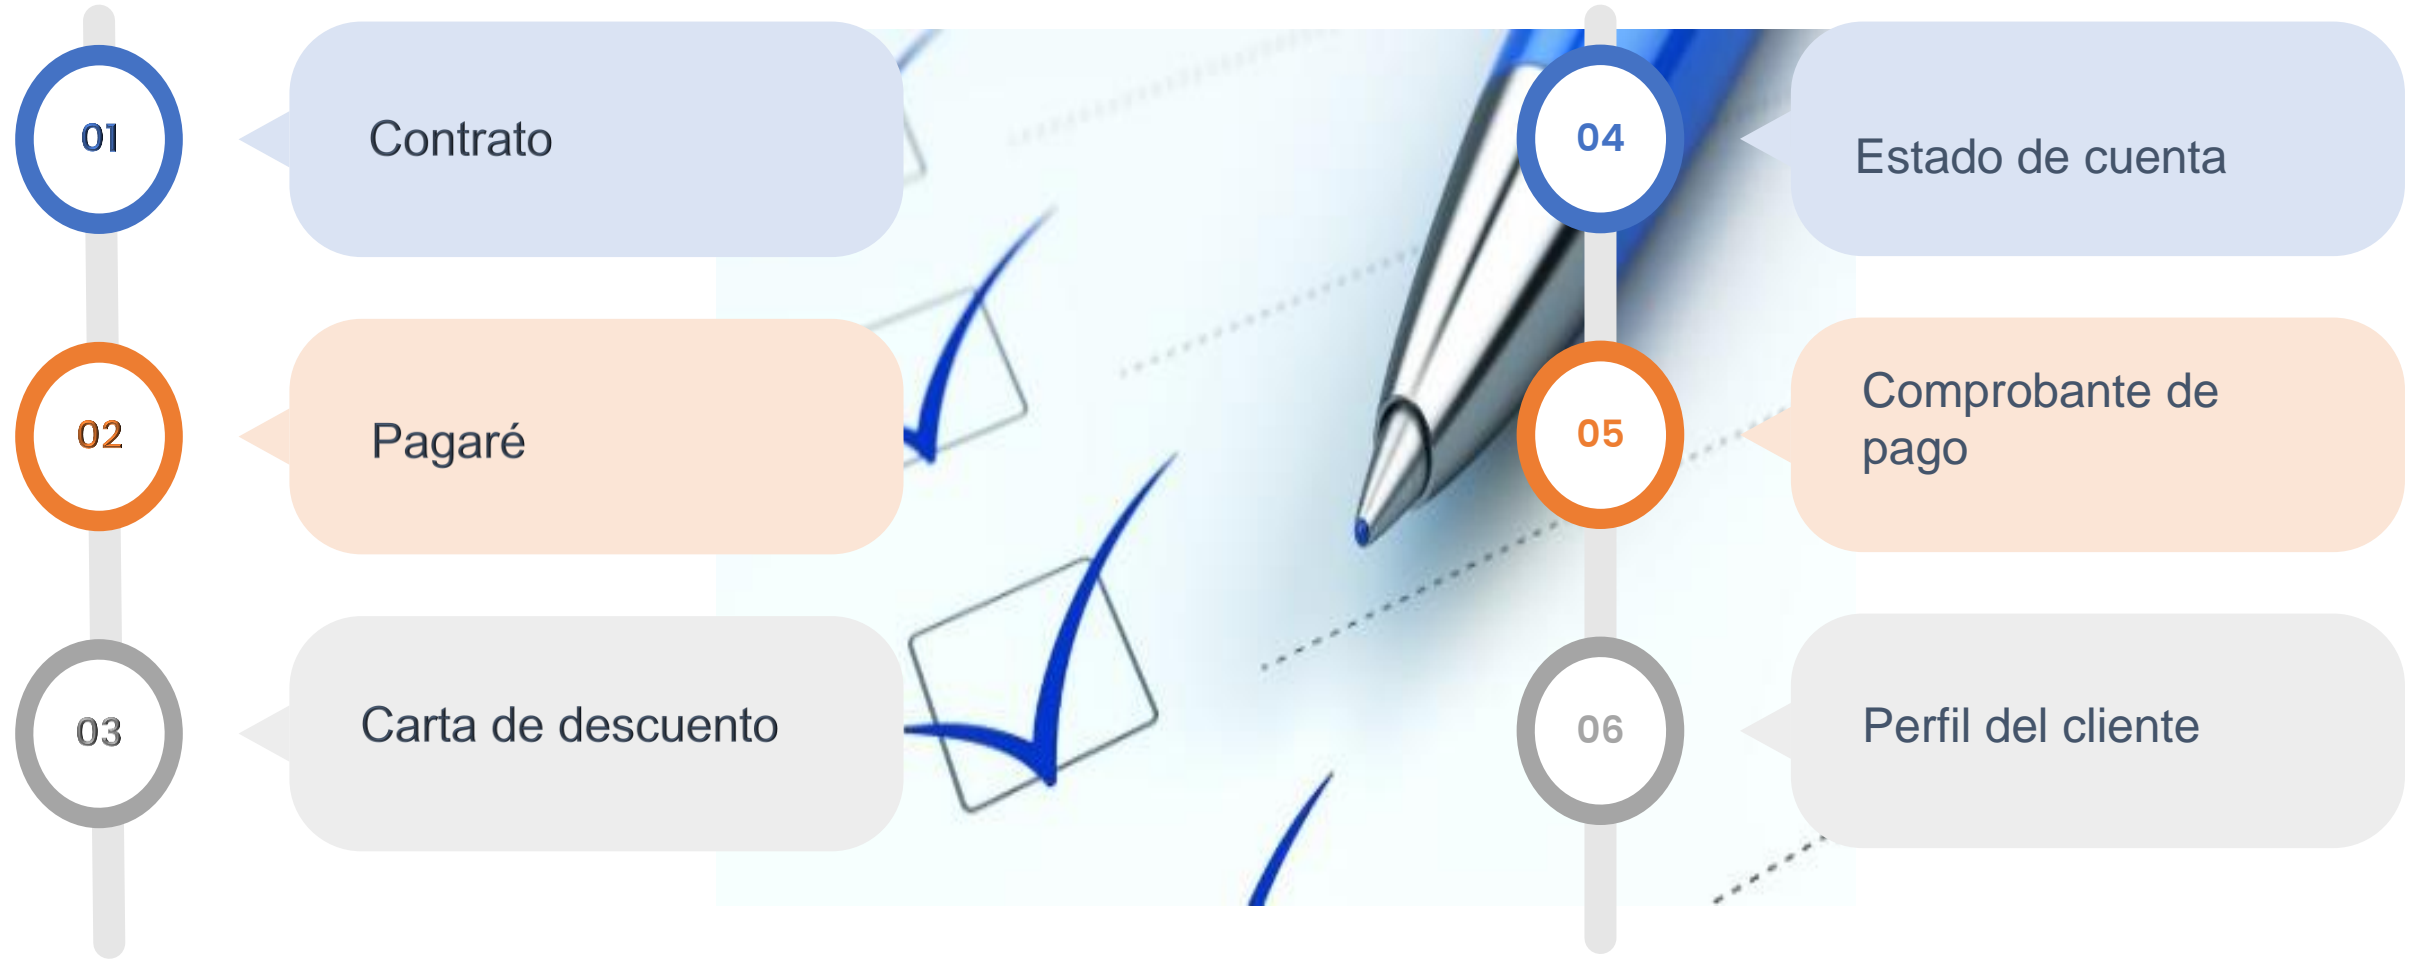 01
Contrato
02
Pagaré
03
Carta de descuento
04
Estado de cuenta
05
Comprobante de
pago
06
Perfil del cliente